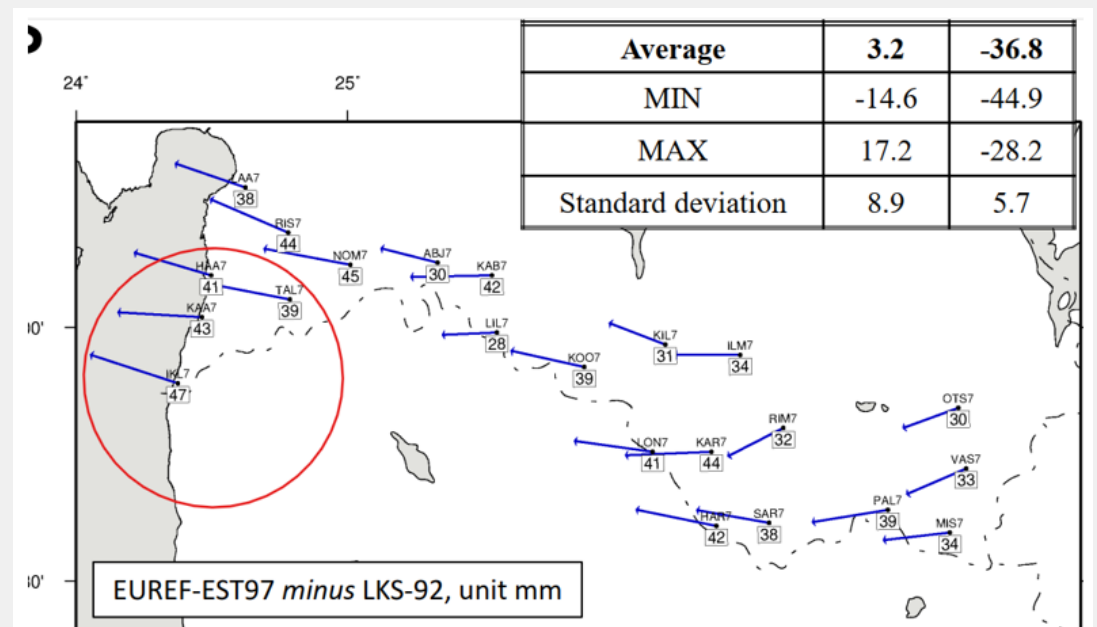 Average 3.2 -36.8
MIN -14.6 -44.9
MAX 17.2 -28.2
Standard deviation 8.9 5.7
24° 25°
AA7
38
RIS7
44
NOM7
45
ABJ7
30
KAB7
42
HAA7
41
TAL7
39
KAA7
43
LIL7
28
KIL7
31
ILM7
34
KOO7
39
IKL7
47
OTS7
30
RIM7
32
LON7
41
KAR7
44
VAS7
33
PAL7
39
HAR7
42
SAR7
38
MIS7
34
EUREF-EST97 minus LKS-92, unit mm